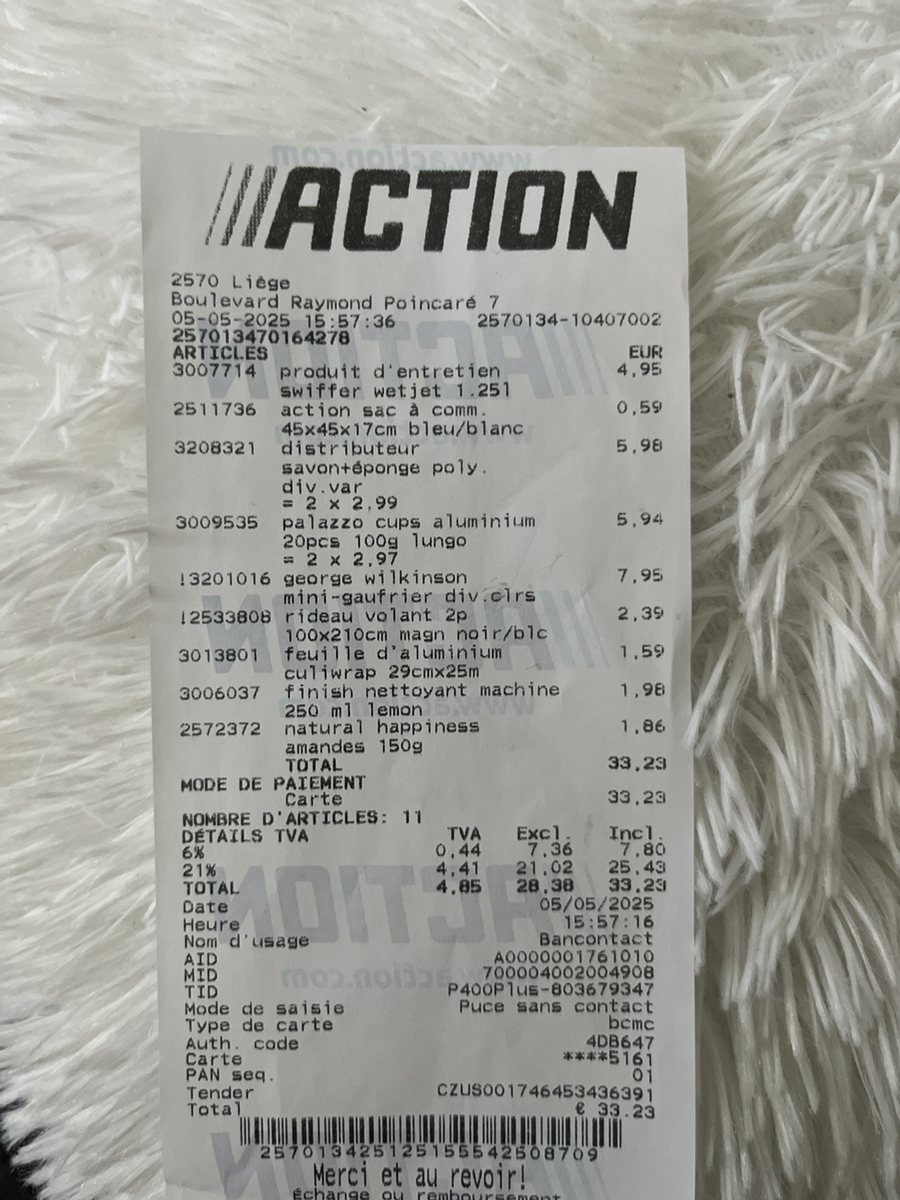 ///ACTION
2570 Liège
Boulevard Raymond Poincaré 7
05-05-2025 15:57:36 2570134-10407002
257013470164278
ARTICLES EUR
3007714 produit d'entretien 4,95
swiffer wetjet 1.25l
2511736 action sac à comm. 0,59
45x45x17cm bleu/blanc
3208321 distributeur 5,98
savon+éponge poly.
div.var
= 2 x 2,99
3009535 palazzo cups aluminium 5,94
20pcs 100g lungo
= 2 x 2,97
!3201016 george wilkinson 7,95
mini-gaufrier div.clrs
!2533808 rideau volant 2p 2,39
100x210cm magn noir/blc
3013801 feuille d'aluminium 1,59
culiwrap 29cmx25m
3006037 finish nettoyant machine 1,98
250 ml lemon
2572372 natural happiness 1,86
amandes 150g
TOTAL 33,23
MODE DE PAIEMENT
Carte 33,23
NOMBRE D'ARTICLES: 11
DÉTAILS TVA TVA Excl. Incl.
6% 0,44 7,36 7,80
21% 4,41 21,02 25,43
TOTAL 4,85 28,38 33,23
Date 05/05/2025
Heure 15:57:16
Nom d'usage Bancontact
AID A0000001761010
MID 700004002004908
TID P400Plus-803679347
Mode de saisie Puce sans contact
Type de carte bcmc
Auth. code 4DB647
Carte ****5161
PAN seq. 01
Tender CZUS001746453436391
Total € 33.23
2570134251251555542508709
Merci et au revoir!
Échange ou remboursement